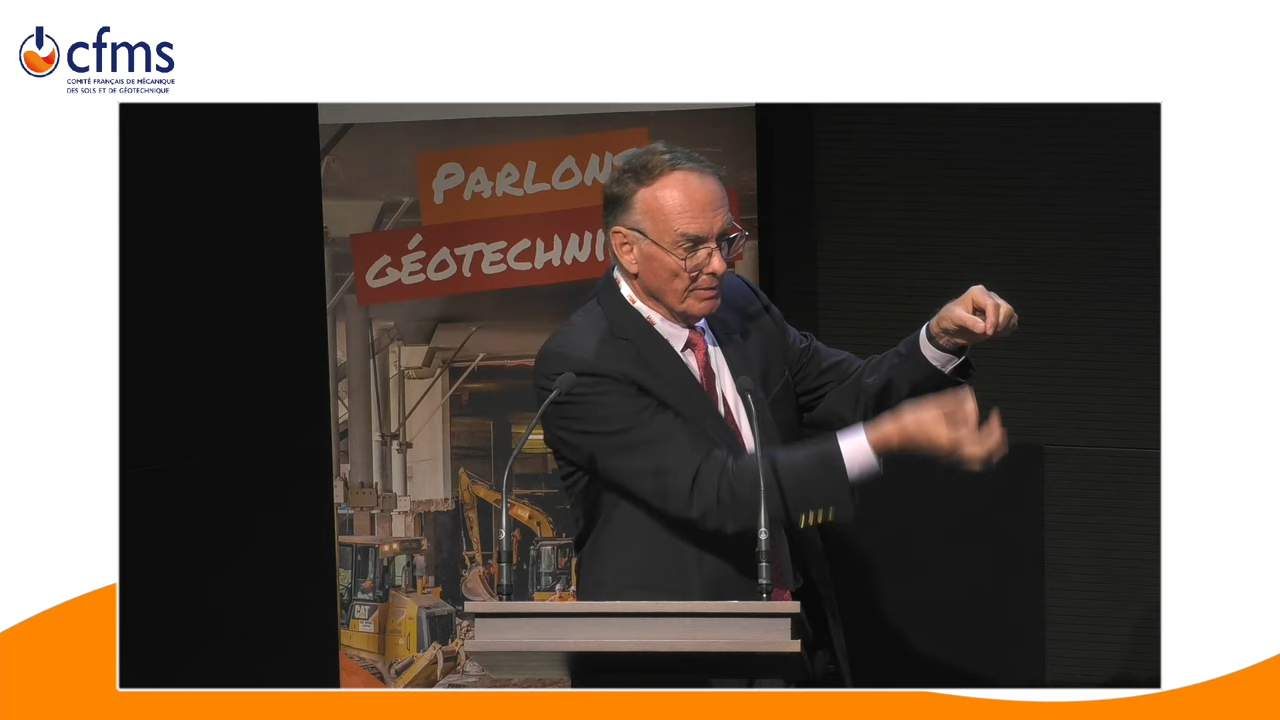 cfms
COMITÉ FRANÇAIS DE MÉCANIQUE
DES SOLS ET DE GÉOTECHNIQUE
PARLONS
GÉOTECHNI
CAT